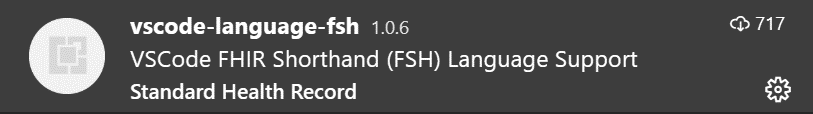 vscode-language-fsh 1.0.6 717
VSCode FHIR Shorthand (FSH) Language Support
Standard Health Record